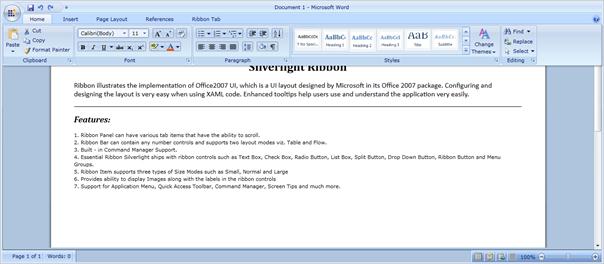 Document 1 - Microsoft Word
Home Insert Page Layout References Ribbon Tab
Paste
Cut
Copy
Format Painter
Clipboard
Calibri(Body) 11
B I U
Font
Paragraph
AaBbCcDc AaBbCc AaBbCc AaBbCcI AaB AaBbCc
Heading 1 Heading 2 Heading 3 Title Subtitle
Styles
Change
Themes
Find
Replace
Select
Editing
Silverlight Ribbon
Ribbon illustrates the implementation of Office2007 UI, which is a UI layout designed by Microsoft in its Office 2007 package. Configuring and
designing the layout is very easy when using XAML code. Enhanced tooltips help users use and understand the application very easily.
Features:
1. Ribbon Panel can have various tab items that have the ability to scroll.
2. Ribbon Bar can contain any number controls and supports two layout modes viz. Table and Flow.
3. Built - in Command Manager Support.
4. Essential Ribbon Silverlight ships with ribbon controls such as Text Box, Check Box, Radio Button, List Box, Split Button, Drop Down Button, Ribbon Button and Menu
Groups.
5. Ribbon Item supports three types of Size Modes such as Small, Normal and Large
6. Provides ability to display Images along with the labels in the ribbon controls
7. Support for Application Menu, Quick Access Toolbar, Command Manager, Screen Tips and much more.
Page 1 of 1 Words: 0 100%